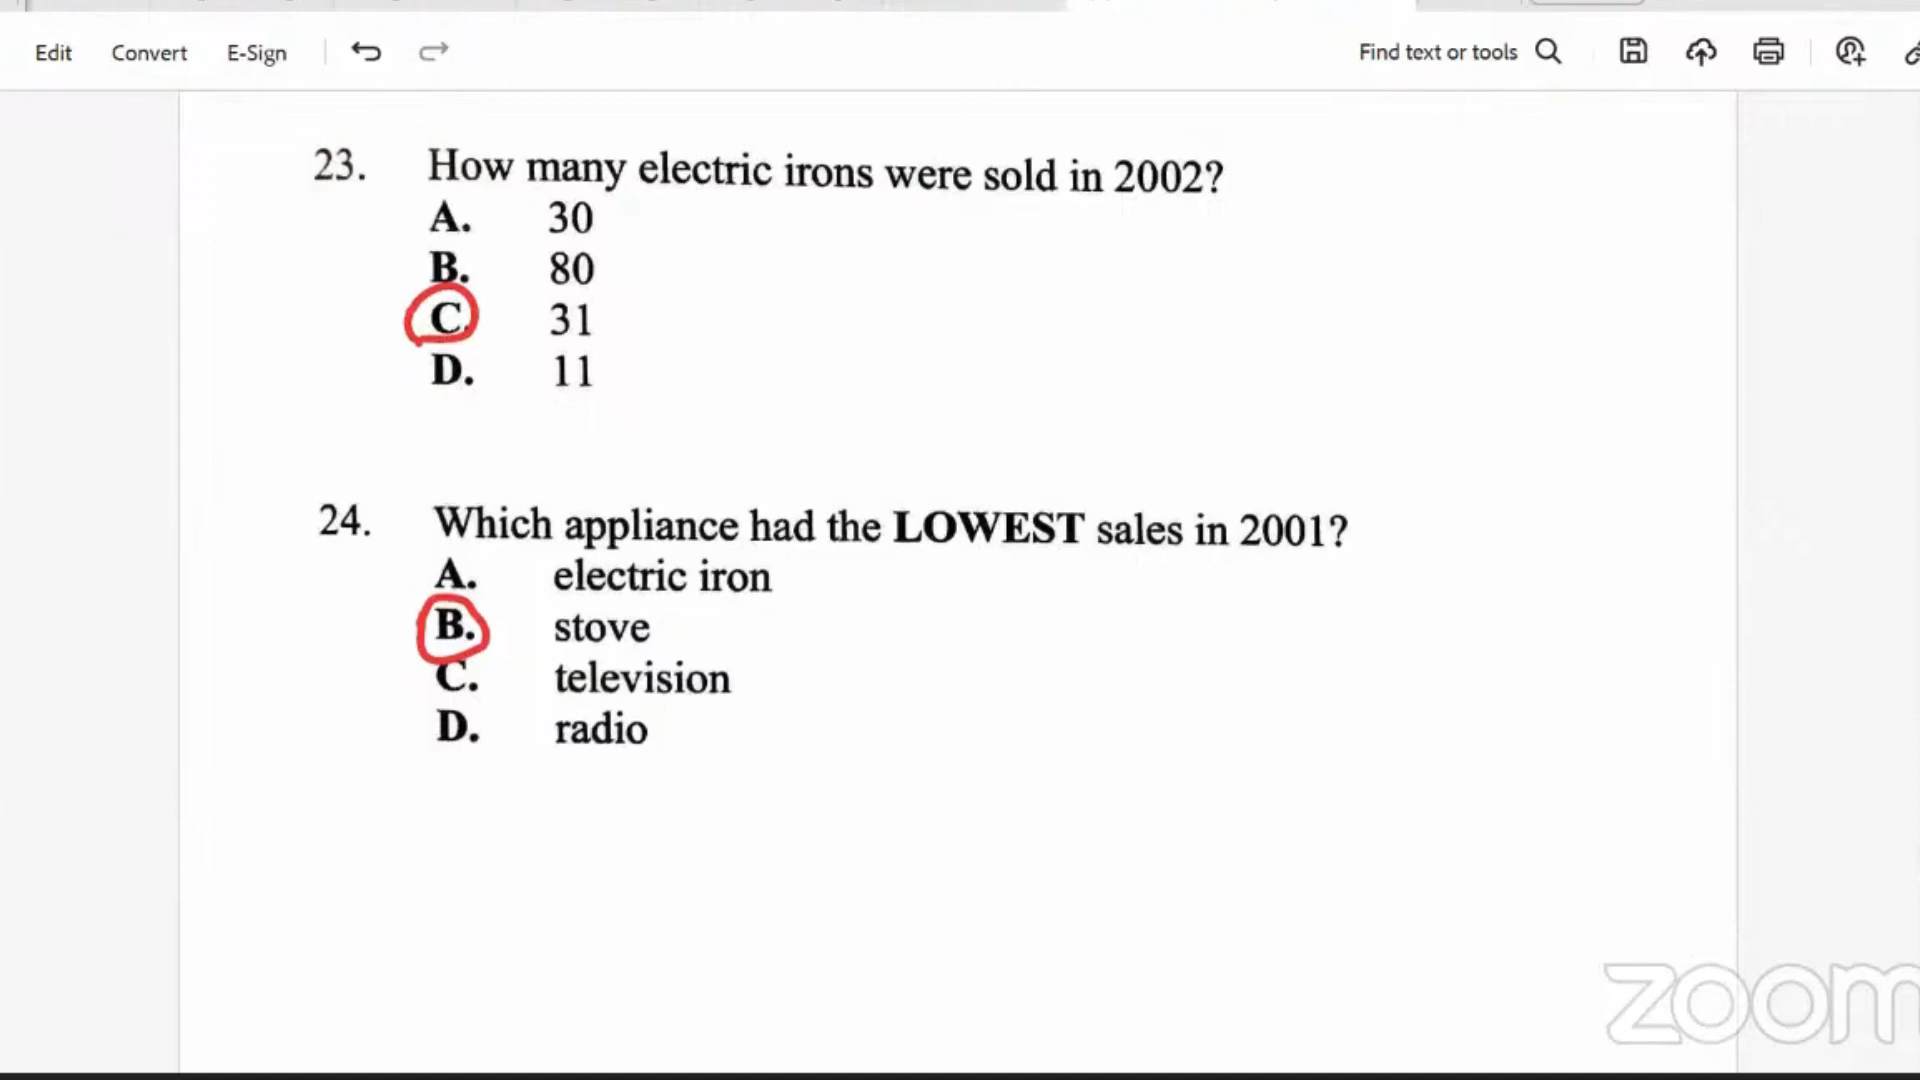 Edit Convert E-Sign Find text or tools
23. How many electric irons were sold in 2002?
A. 30
B. 80
C. 31
D. 11
24. Which appliance had the LOWEST sales in 2001?
A. electric iron
B. stove
C. television
D. radio
zoom